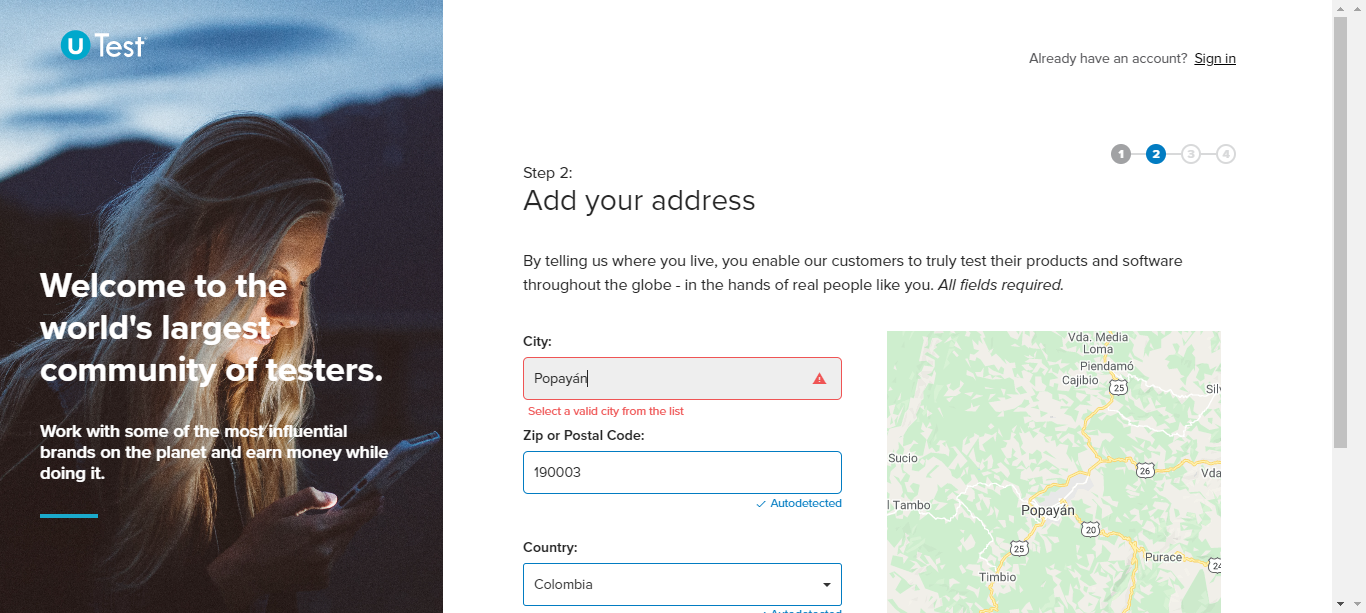 U Test
Already have an account? Sign in
1 2 3 4
Step 2:
Add your address
By telling us where you live, you enable our customers to truly test their products and software
throughout the globe - in the hands of real people like you. All fields required.
Welcome to the
world's largest
community of testers.
Work with some of the most influential
brands on the planet and earn money while
doing it.
City:
Popayán
Select a valid city from the list
Zip or Postal Code:
190003
Autodetected
Country:
Colombia
Autodetected
Vda. Media
Loma
Piendamó
Cajibio
25
Silv
Sucio
26
Vda
l Tambo
Popayán
20
25
Purace
24
Timbio